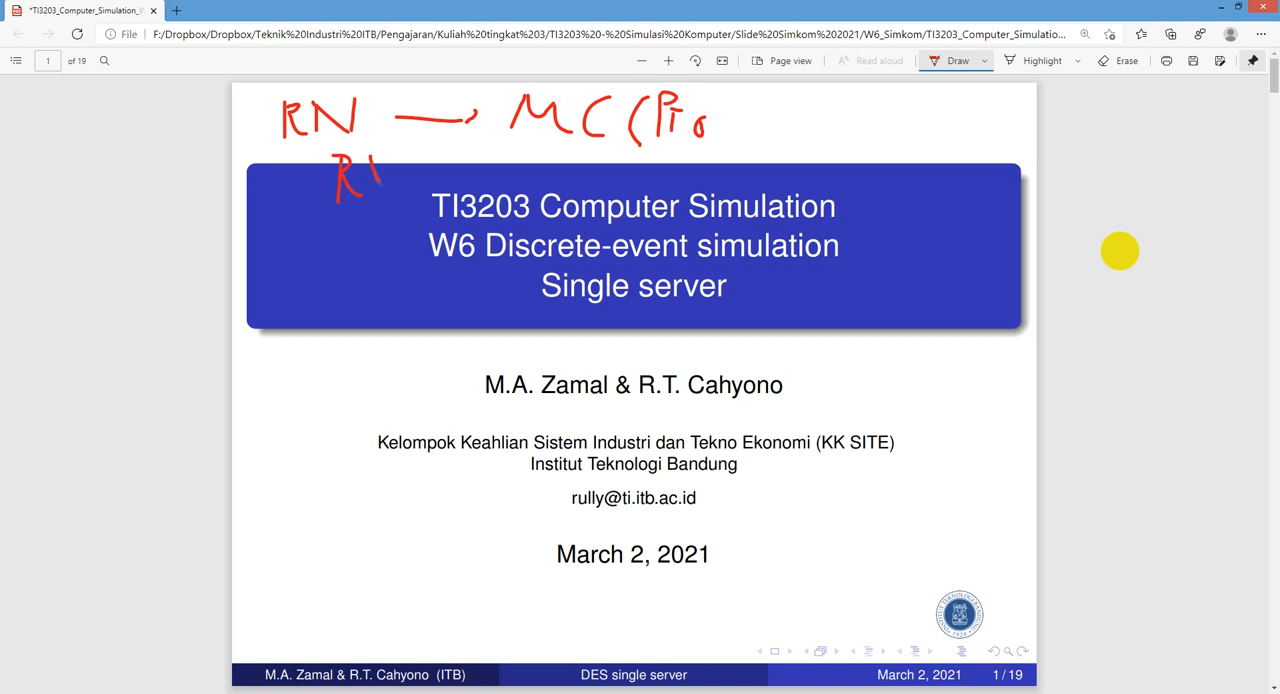 *TI3203_Computer_Simulation_W
File
F:/Dropbox/Dropbox/Teknik%20Industri%20ITB/Pengajaran/Kuliah%20tingkat%203/TI3203%20-%20Simulasi%20Komputer/Slide%20Simkom%202021/W6_Simkom/TI3203_Computer_Simulatio...
1 of 19
Page view
Read aloud
Draw
Highlight
Erase
RN → MC (
TI3203 Computer Simulation
W6 Discrete-event simulation
Single server
M.A. Zamal & R.T. Cahyono
Kelompok Keahlian Sistem Industri dan Tekno Ekonomi (KK SITE)
Institut Teknologi Bandung
rully@ti.itb.ac.id
March 2, 2021
M.A. Zamal & R.T. Cahyono (ITB)
DES single server
March 2, 2021
1 / 19